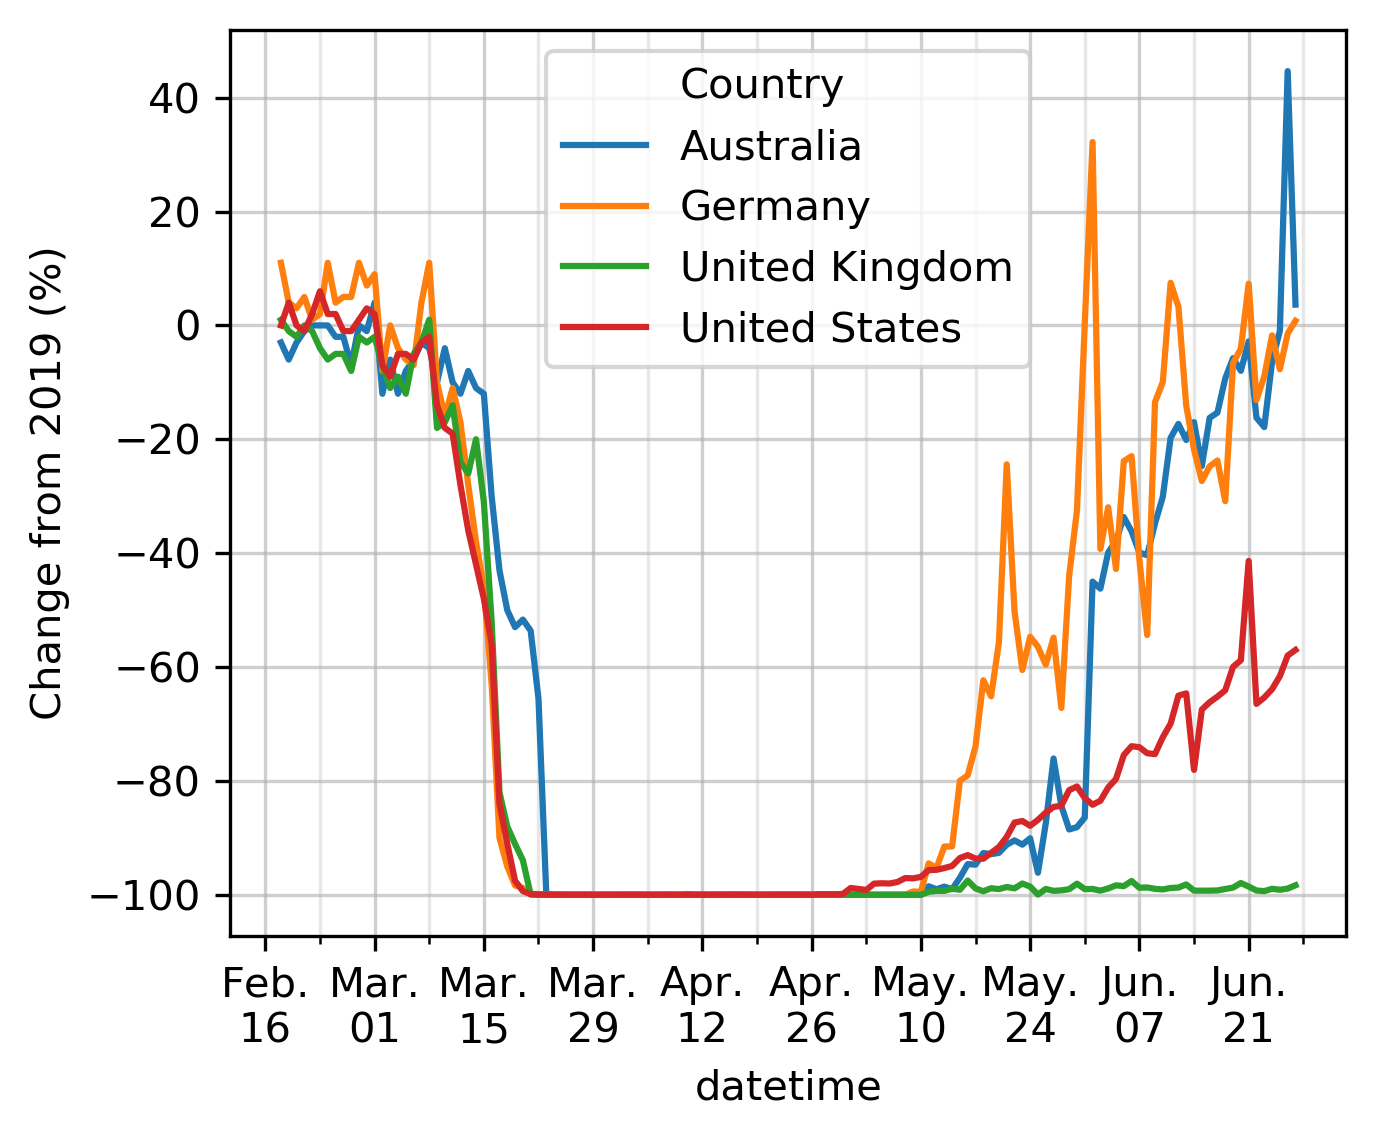 Country
Australia
Germany
United Kingdom
United States
Change from 2019 (%)
40
20
0
−20
−40
−60
−80
−100
Feb. Mar. Mar. Mar. Apr. Apr. May. May. Jun. Jun.
16 01 15 29 12 26 10 24 07 21
datetime